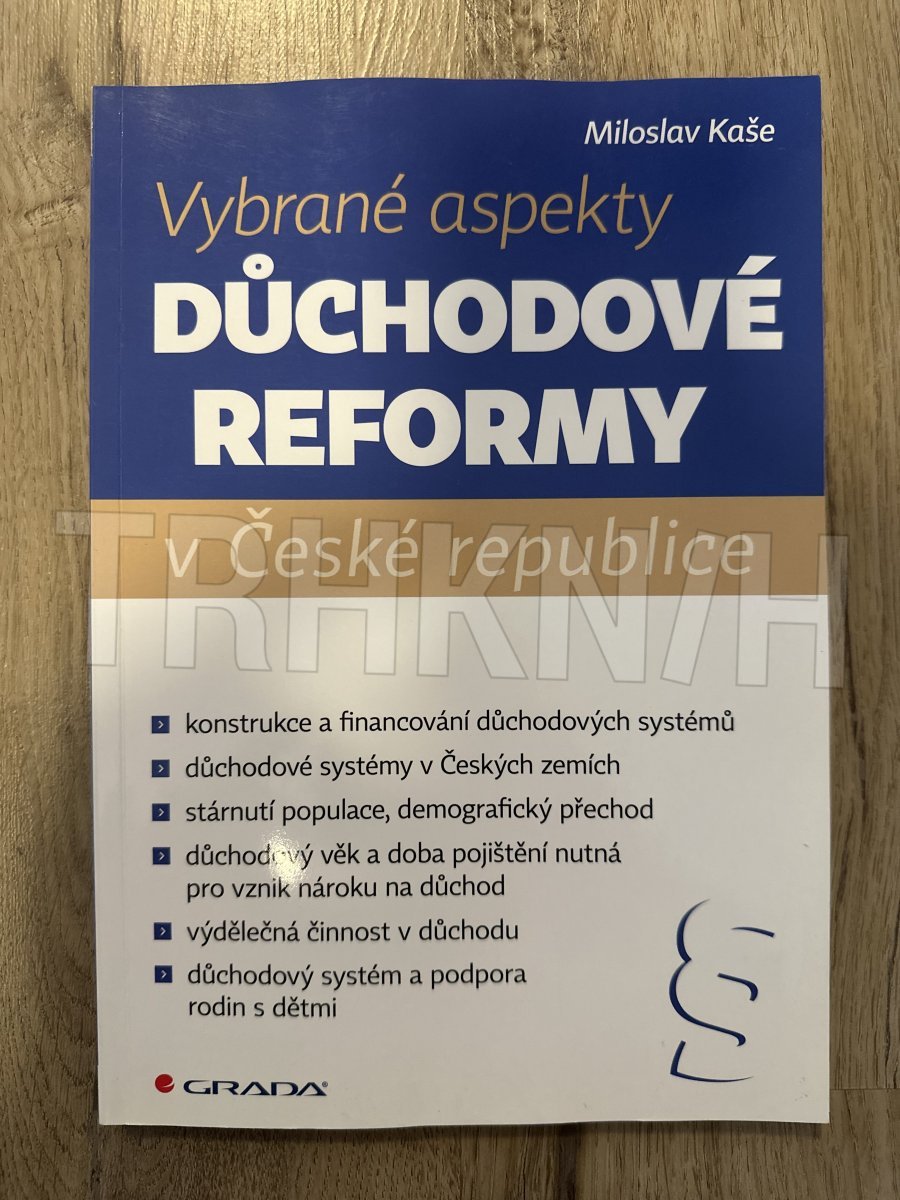 Miloslav Kaše
Vybrané aspekty
DŮCHODOVÉ
REFORMY
v České republice
TRHKNIH
konstrukce a financování důchodových systémů
důchodové systémy v Českých zemích
stárnutí populace, demografický přechod
důchodový věk a doba pojištění nutná
pro vznik nároku na důchod
výdělečná činnost v důchodu
důchodový systém a podpora
rodin s dětmi
§
GRADA®